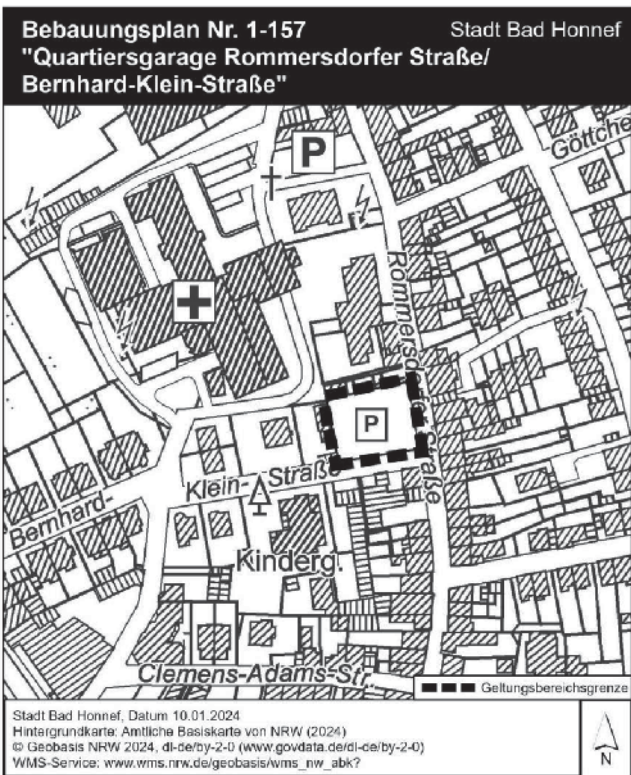 Bebauungsplan Nr. 1-157
Stadt Bad Honnef
"Quartiersgarage Rommersdorfer Straße/
Bernhard-Klein-Straße"
P
Göttche
Rommersdorfer Straße
P
Klein-Straße
Bernhard-
Kinderg.
Clemens-Adams-Str.
Geltungsbereichsgrenze
Stadt Bad Honnef, Datum 10.01.2024
Hintergrundkarte: Amtliche Basiskarte von NRW (2024)
© Geobasis NRW 2024, dl-de/by-2-0 (www.govdata.de/dl-de/by-2-0)
WMS-Service: www.wms.nrw.de/geobasis/wms_nw_abk?
N